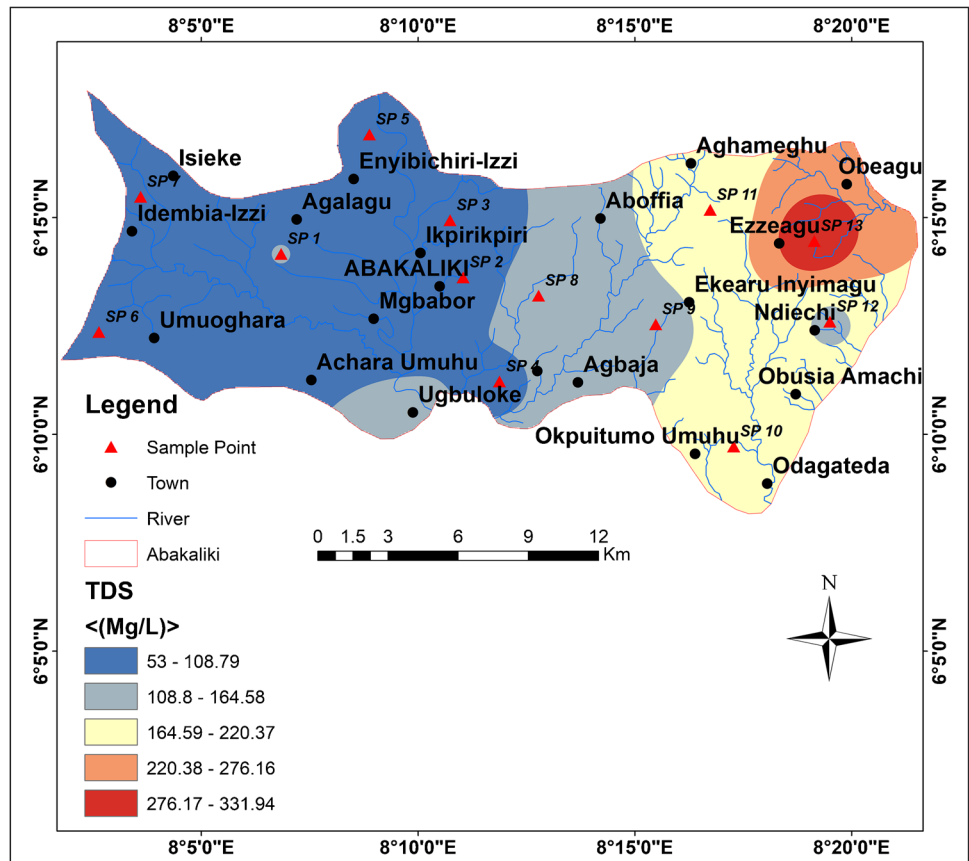 8°5'0"E 8°10'0"E 8°15'0"E 8°20'0"E
SP 5
Aghameghu
Isieke
Enyibichiri-Izzi
Obeagu
SP 7
6°15'0"N
Idembia-Izzi
Agalagu
SP 3
Aboffia
SP 11
6°15'0"N
SP 1
Ikpirikpiri
Ezzeagu
SP 13
ABAKALIKI
SP 2
SP 8
Ekearu Inyimagu
Mgbabor
SP 6
Umuoghara
SP 9
Ndiechi
SP 12
Achara Umuhu
SP 4
Agbaja
Obusia Amachi
Ugbuloke
Legend
Okpuitumo Umuhu
SP 10
6°10'0"N
6°10'0"N
Sample Point
Odagateda
Town
River
0 1.5 3 6 9 12
Km
Abakaliki
TDS
N
<(Mg/L)>
6°5'0"N
6°5'0"N
53 - 108.79
108.8 - 164.58
164.59 - 220.37
220.38 - 276.16
276.17 - 331.94
8°5'0"E 8°10'0"E 8°15'0"E 8°20'0"E